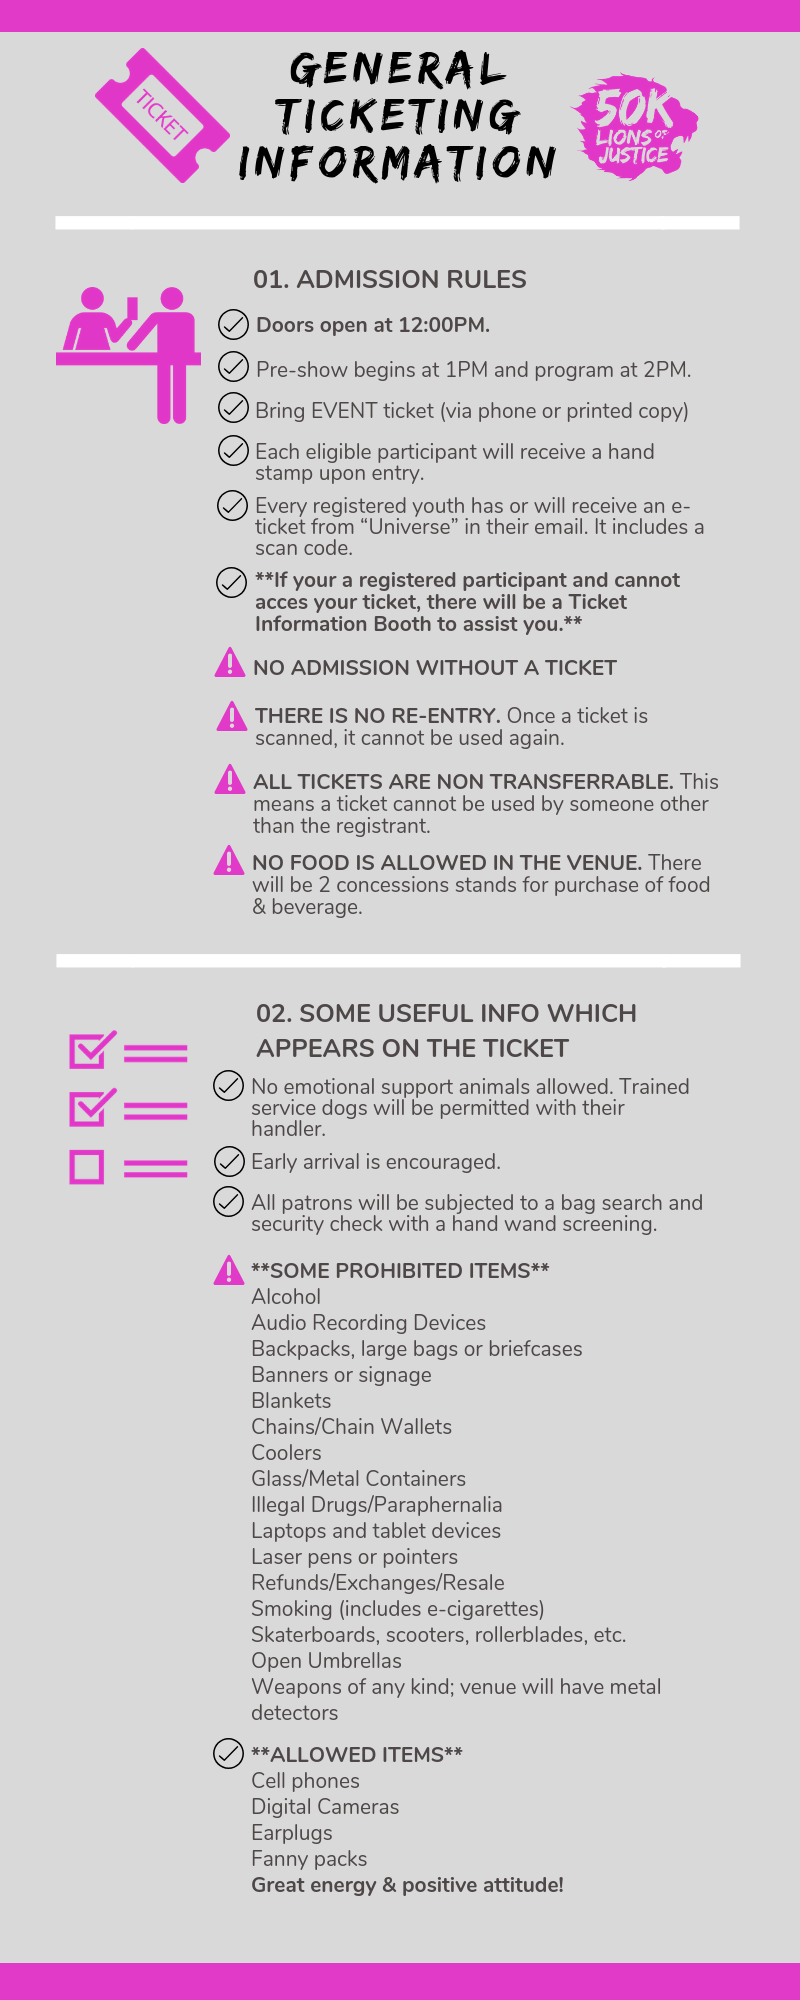 GENERAL
TICKETING
INFORMATION
TICKET
50K
LIONS OF
JUSTICE
01. ADMISSION RULES
Doors open at 12:00PM.
Pre-show begins at 1PM and program at 2PM.
Bring EVENT ticket (via phone or printed copy)
Each eligible participant will receive a hand
stamp upon entry.
Every registered youth has or will receive an e-
ticket from “Universe” in their email. It includes a
scan code.
**If your a registered participant and cannot
acces your ticket, there will be a Ticket
Information Booth to assist you.**
NO ADMISSION WITHOUT A TICKET
THERE IS NO RE-ENTRY. Once a ticket is
scanned, it cannot be used again.
ALL TICKETS ARE NON TRANSFERRABLE. This
means a ticket cannot be used by someone other
than the registrant.
NO FOOD IS ALLOWED IN THE VENUE. There
will be 2 concessions stands for purchase of food
& beverage.
02. SOME USEFUL INFO WHICH
APPEARS ON THE TICKET
No emotional support animals allowed. Trained
service dogs will be permitted with their
handler.
Early arrival is encouraged.
All patrons will be subjected to a bag search and
security check with a hand wand screening.
**SOME PROHIBITED ITEMS**
Alcohol
Audio Recording Devices
Backpacks, large bags or briefcases
Banners or signage
Blankets
Chains/Chain Wallets
Coolers
Glass/Metal Containers
Illegal Drugs/Paraphernalia
Laptops and tablet devices
Laser pens or pointers
Refunds/Exchanges/Resale
Smoking (includes e-cigarettes)
Skaterboards, scooters, rollerblades, etc.
Open Umbrellas
Weapons of any kind; venue will have metal
detectors
**ALLOWED ITEMS**
Cell phones
Digital Cameras
Earplugs
Fanny packs
Great energy & positive attitude!